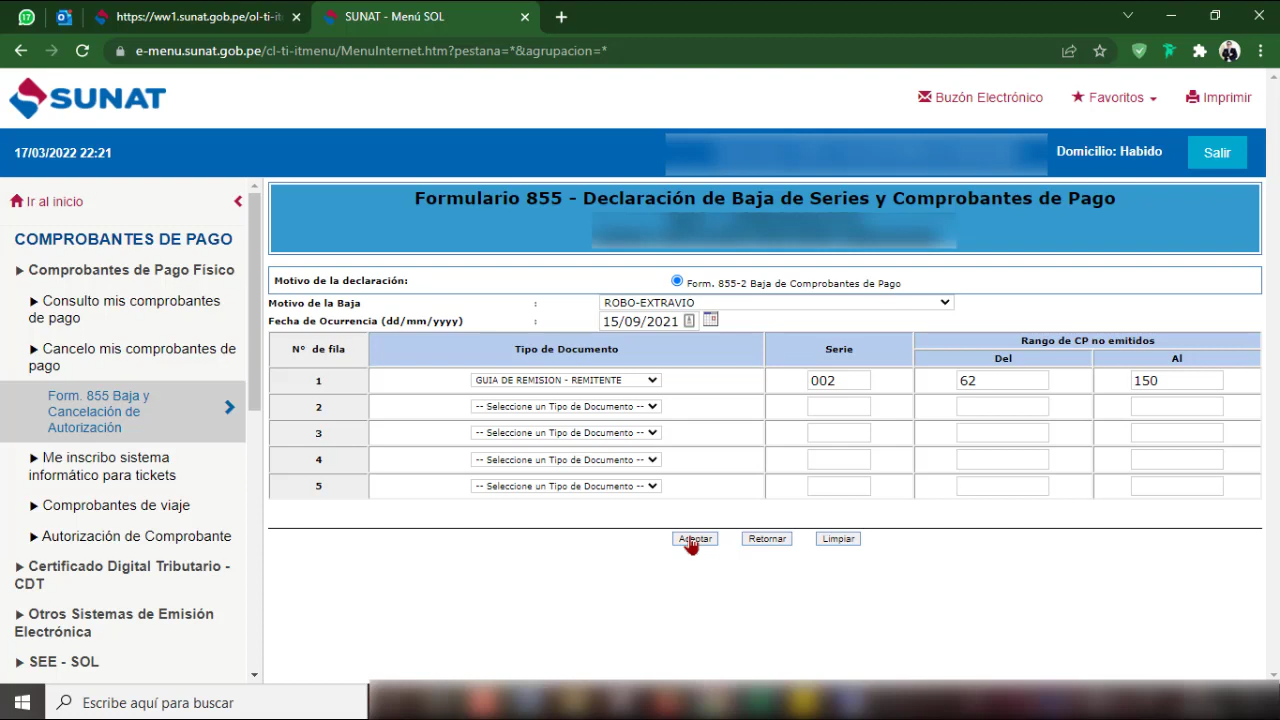 17
https://ww1.sunat.gob.pe/ol-ti-it
SUNAT - Menú SOL
e-menu.sunat.gob.pe/cl-ti-itmenu/MenuInternet.htm?pestana=*&agrupacion=*
SUNAT
Buzón Electrónico
Favoritos
Imprimir
17/03/2022 22:21
Domicilio: Habido
Salir
Ir al inicio
COMPROBANTES DE PAGO
Comprobantes de Pago Físico
Consulto mis comprobantes
de pago
Cancelo mis comprobantes de
pago
Form. 855 Baja y
Cancelación de
Autorización
Me inscribo sistema
informático para tickets
Comprobantes de viaje
Autorización de Comprobante
Certificado Digital Tributario -
CDT
Otros Sistemas de Emisión
Electrónica
SEE - SOL
Formulario 855 - Declaración de Baja de Series y Comprobantes de Pago
Motivo de la declaración:
Form. 855-2 Baja de Comprobantes de Pago
Motivo de la Baja : ROBO-EXTRAVIO
Fecha de Ocurrencia (dd/mm/yyyy) : 15/09/2021
N° de fila Tipo de Documento Serie Rango de CP no emitidos
Del Al
1 GUIA DE REMISION - REMITENTE 002 62 150
2 -- Seleccione un Tipo de Documento --
3 -- Seleccione un Tipo de Documento --
4 -- Seleccione un Tipo de Documento --
5 -- Seleccione un Tipo de Documento --
Aceptar Retornar Limpiar
Escribe aquí para buscar